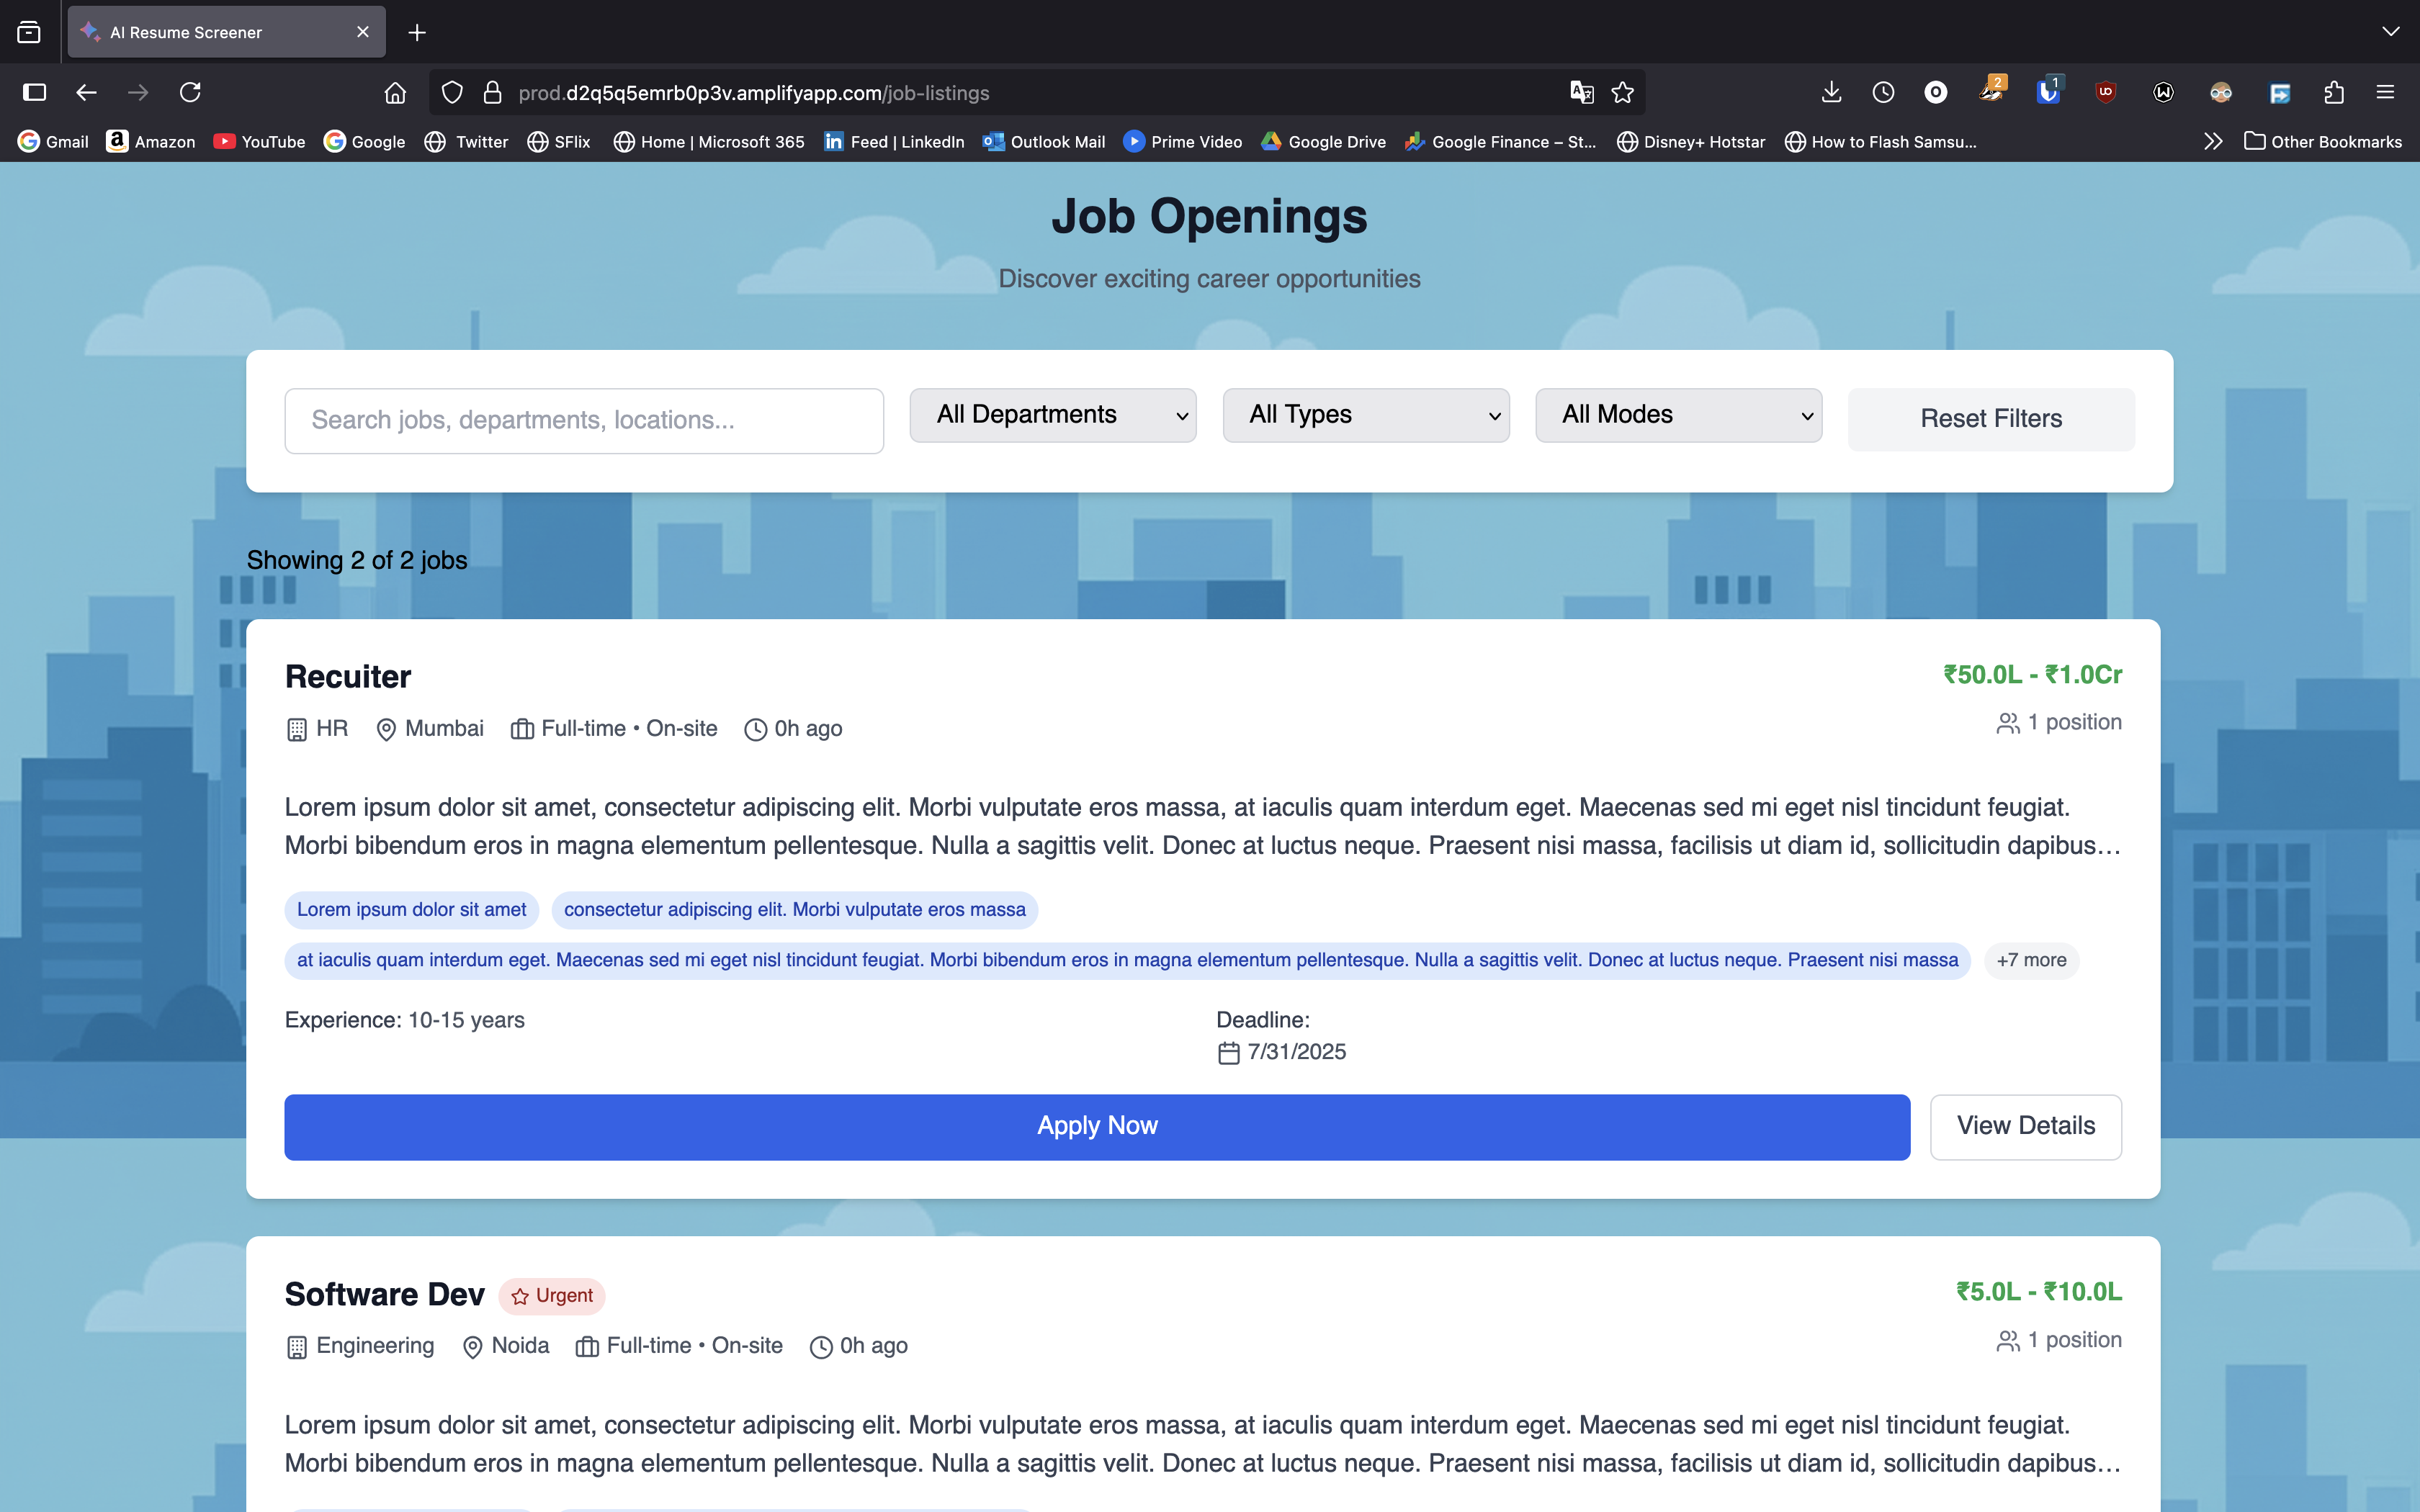 AI Resume Screener
prod.d2q5q5emrb0p3v.amplifyapp.com/job-listings
2
1
Gmail Amazon YouTube Google Twitter SFlix Home | Microsoft 365 Feed | LinkedIn Outlook Mail Prime Video Google Drive Google Finance – St... Disney+ Hotstar How to Flash Samsu... Other Bookmarks
Job Openings
Discover exciting career opportunities
Search jobs, departments, locations... All Departments All Types All Modes Reset Filters
Showing 2 of 2 jobs
Recuiter ₹50.0L - ₹1.0Cr
HR Mumbai Full-time • On-site 0h ago 1 position
Lorem ipsum dolor sit amet, consectetur adipiscing elit. Morbi vulputate eros massa, at iaculis quam interdum eget. Maecenas sed mi eget nisl tincidunt feugiat.
Morbi bibendum eros in magna elementum pellentesque. Nulla a sagittis velit. Donec at luctus neque. Praesent nisi massa, facilisis ut diam id, sollicitudin dapibus...
Lorem ipsum dolor sit amet consectetur adipiscing elit. Morbi vulputate eros massa
at iaculis quam interdum eget. Maecenas sed mi eget nisl tincidunt feugiat. Morbi bibendum eros in magna elementum pellentesque. Nulla a sagittis velit. Donec at luctus neque. Praesent nisi massa +7 more
Experience: 10-15 years Deadline:
7/31/2025
Apply Now View Details
Software Dev Urgent ₹5.0L - ₹10.0L
Engineering Noida Full-time • On-site 0h ago 1 position
Lorem ipsum dolor sit amet, consectetur adipiscing elit. Morbi vulputate eros massa, at iaculis quam interdum eget. Maecenas sed mi eget nisl tincidunt feugiat.
Morbi bibendum eros in magna elementum pellentesque. Nulla a sagittis velit. Donec at luctus neque. Praesent nisi massa, facilisis ut diam id, sollicitudin dapibus...